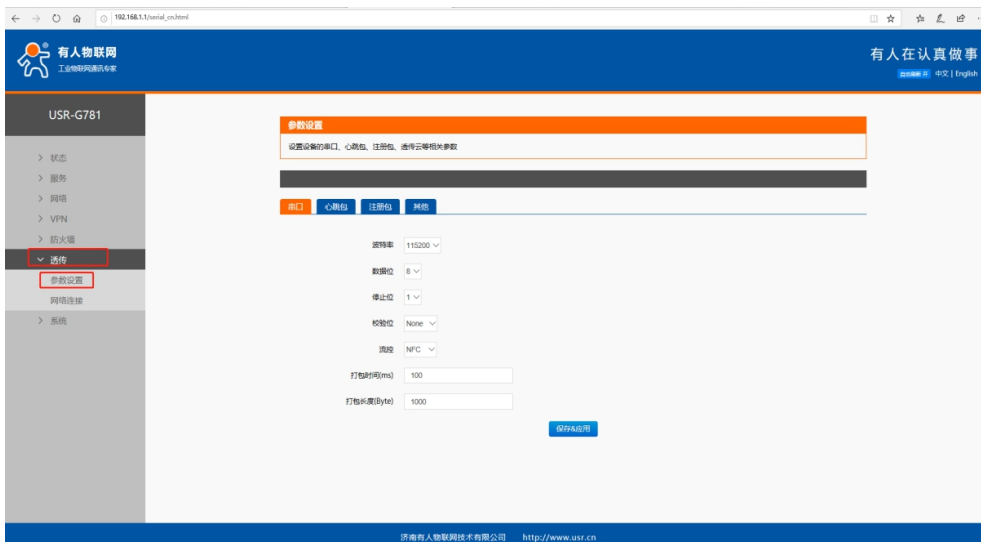 192.168.1.1/serial_cn.html
有人物联网
工业物联网通讯专家
有人在认真做事
自动刷新 开 中文 | English
USR-G781
状态
服务
网络
VPN
防火墙
透传
参数设置
网络连接
系统
参数设置
设置设备的串口、心跳包、注册包、透传云等相关参数
串口 心跳包 注册包 其他
波特率 115200
数据位 8
停止位 1
校验位 None
流控 NFC
打包时间(ms) 100
打包长度(Byte) 1000
保存&应用
济南有人物联网技术有限公司 http://www.usr.cn